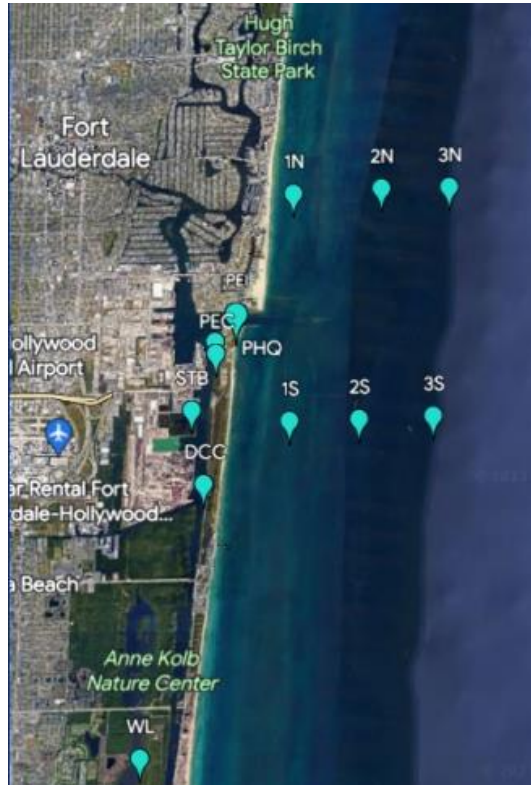 Hugh
Taylor Birch
State Park
Fort
Lauderdale
1N
2N
3N
PEI
PEC
PHQ
ollywood
l Airport
STB
1S
2S
3S
DCC
ar Rental Fort
rdale-Hollywood...
a Beach
Anne Kolb
Nature Center
WL